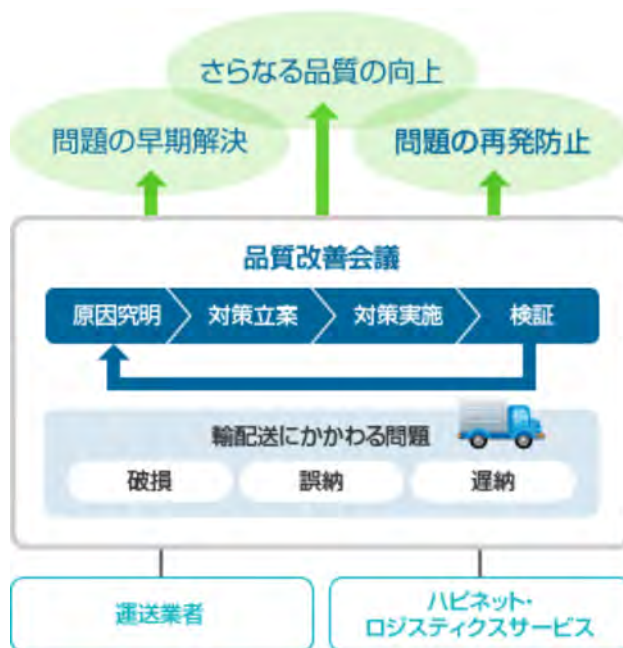 さらなる品質の向上
問題の早期解決
問題の再発防止
品質改善会議
原因究明
対策立案
対策実施
検証
輸配送にかかわる問題
破損
誤納
遅納
運送業者
ハピネット・
ロジスティクスサービス